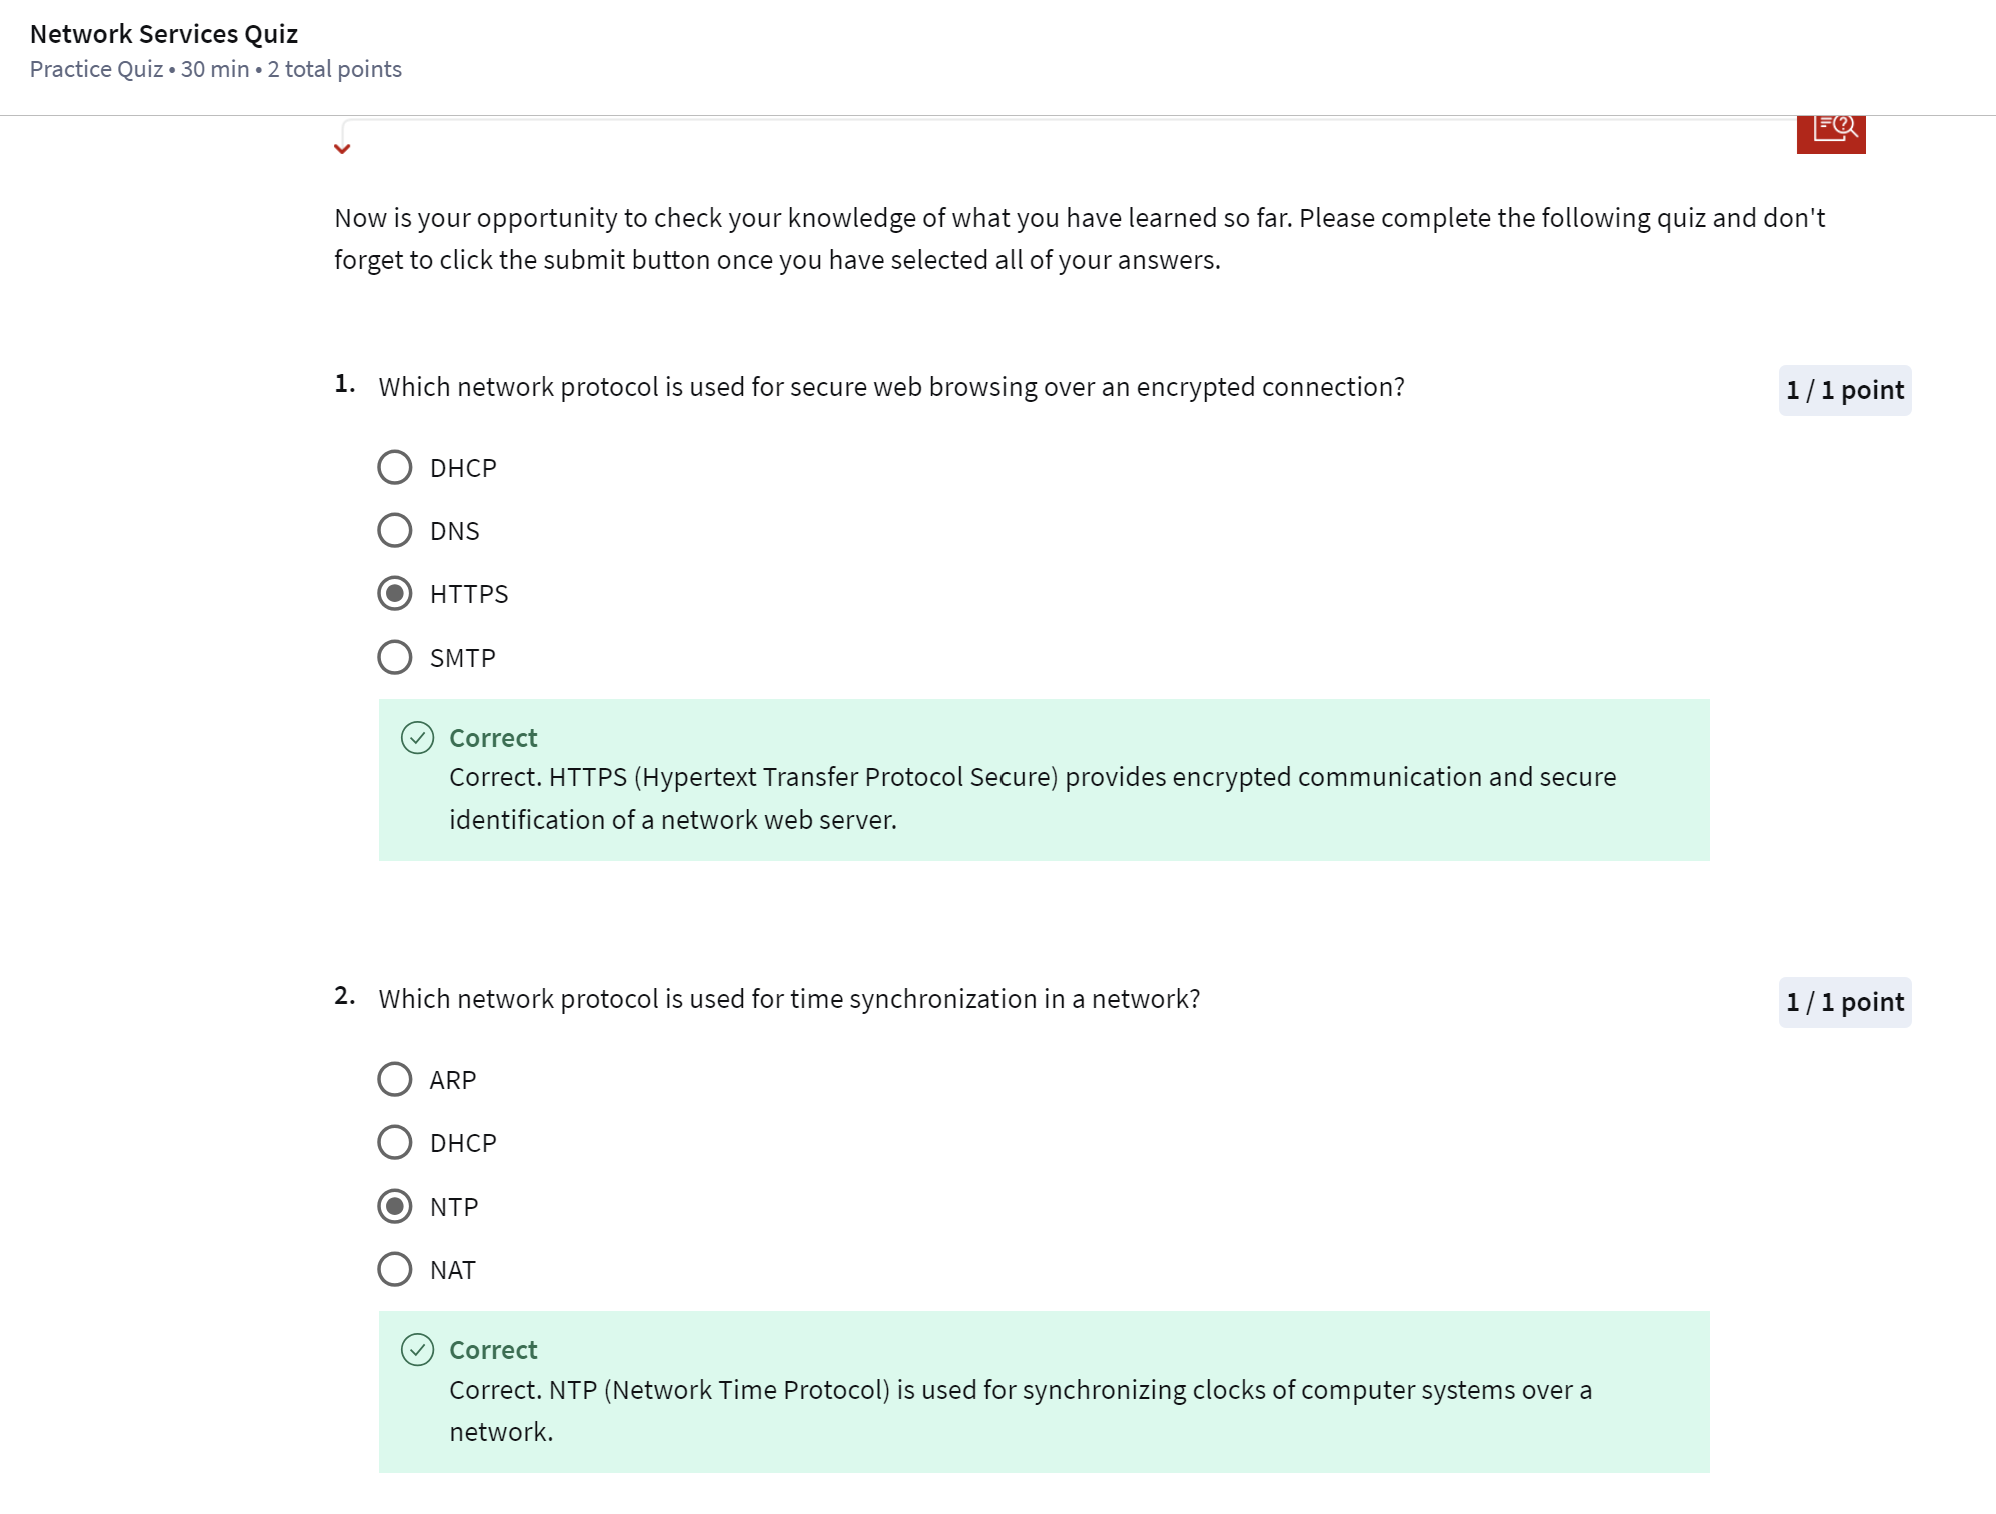 Network Services Quiz
Practice Quiz • 30 min • 2 total points
Now is your opportunity to check your knowledge of what you have learned so far. Please complete the following quiz and don't
forget to click the submit button once you have selected all of your answers.
1. Which network protocol is used for secure web browsing over an encrypted connection?
1 / 1 point
DHCP
DNS
HTTPS
SMTP
Correct
Correct. HTTPS (Hypertext Transfer Protocol Secure) provides encrypted communication and secure
identification of a network web server.
2. Which network protocol is used for time synchronization in a network?
1 / 1 point
ARP
DHCP
NTP
NAT
Correct
Correct. NTP (Network Time Protocol) is used for synchronizing clocks of computer systems over a
network.